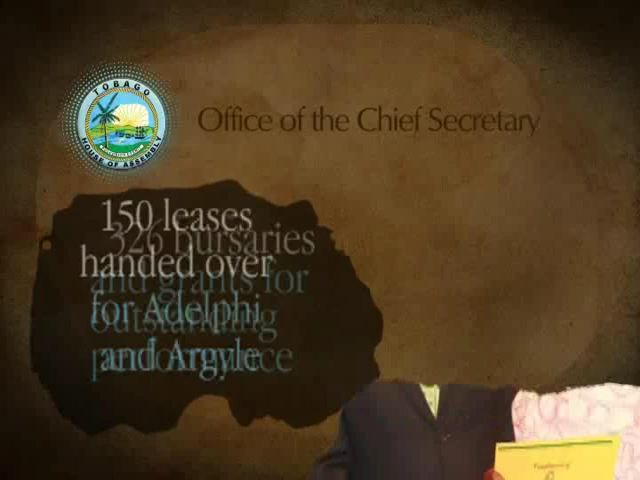 TOBAGO
HOUSE OF ASSEMBLY
Office of the Chief Secretary
150 leases
handed over
for Adelphi
and Argyle
326 bursaries
and grants for
outstanding
performance